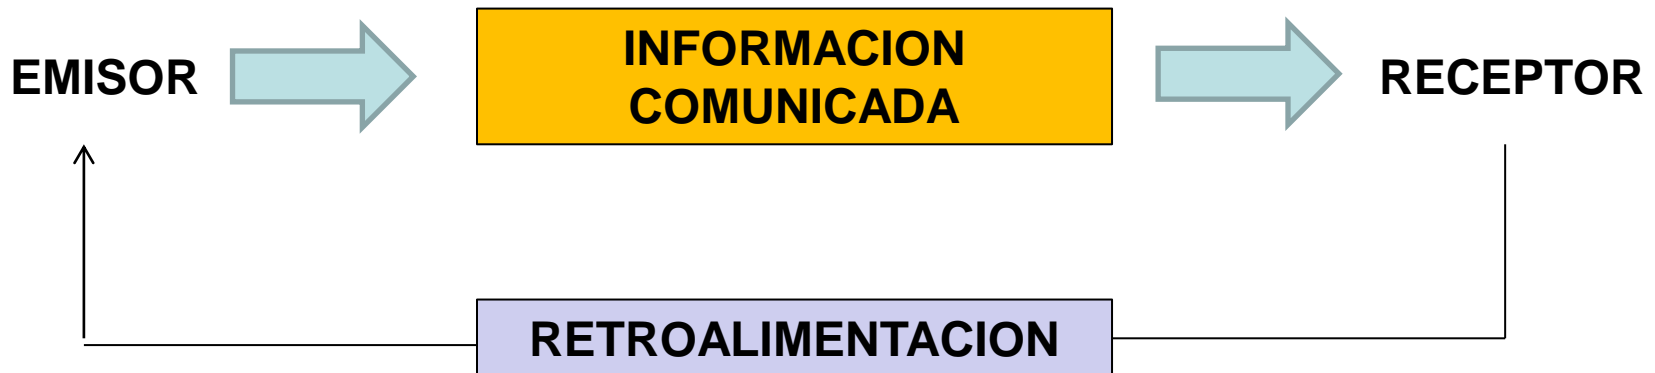 EMISOR
INFORMACION
COMUNICADA
RECEPTOR
RETROALIMENTACION